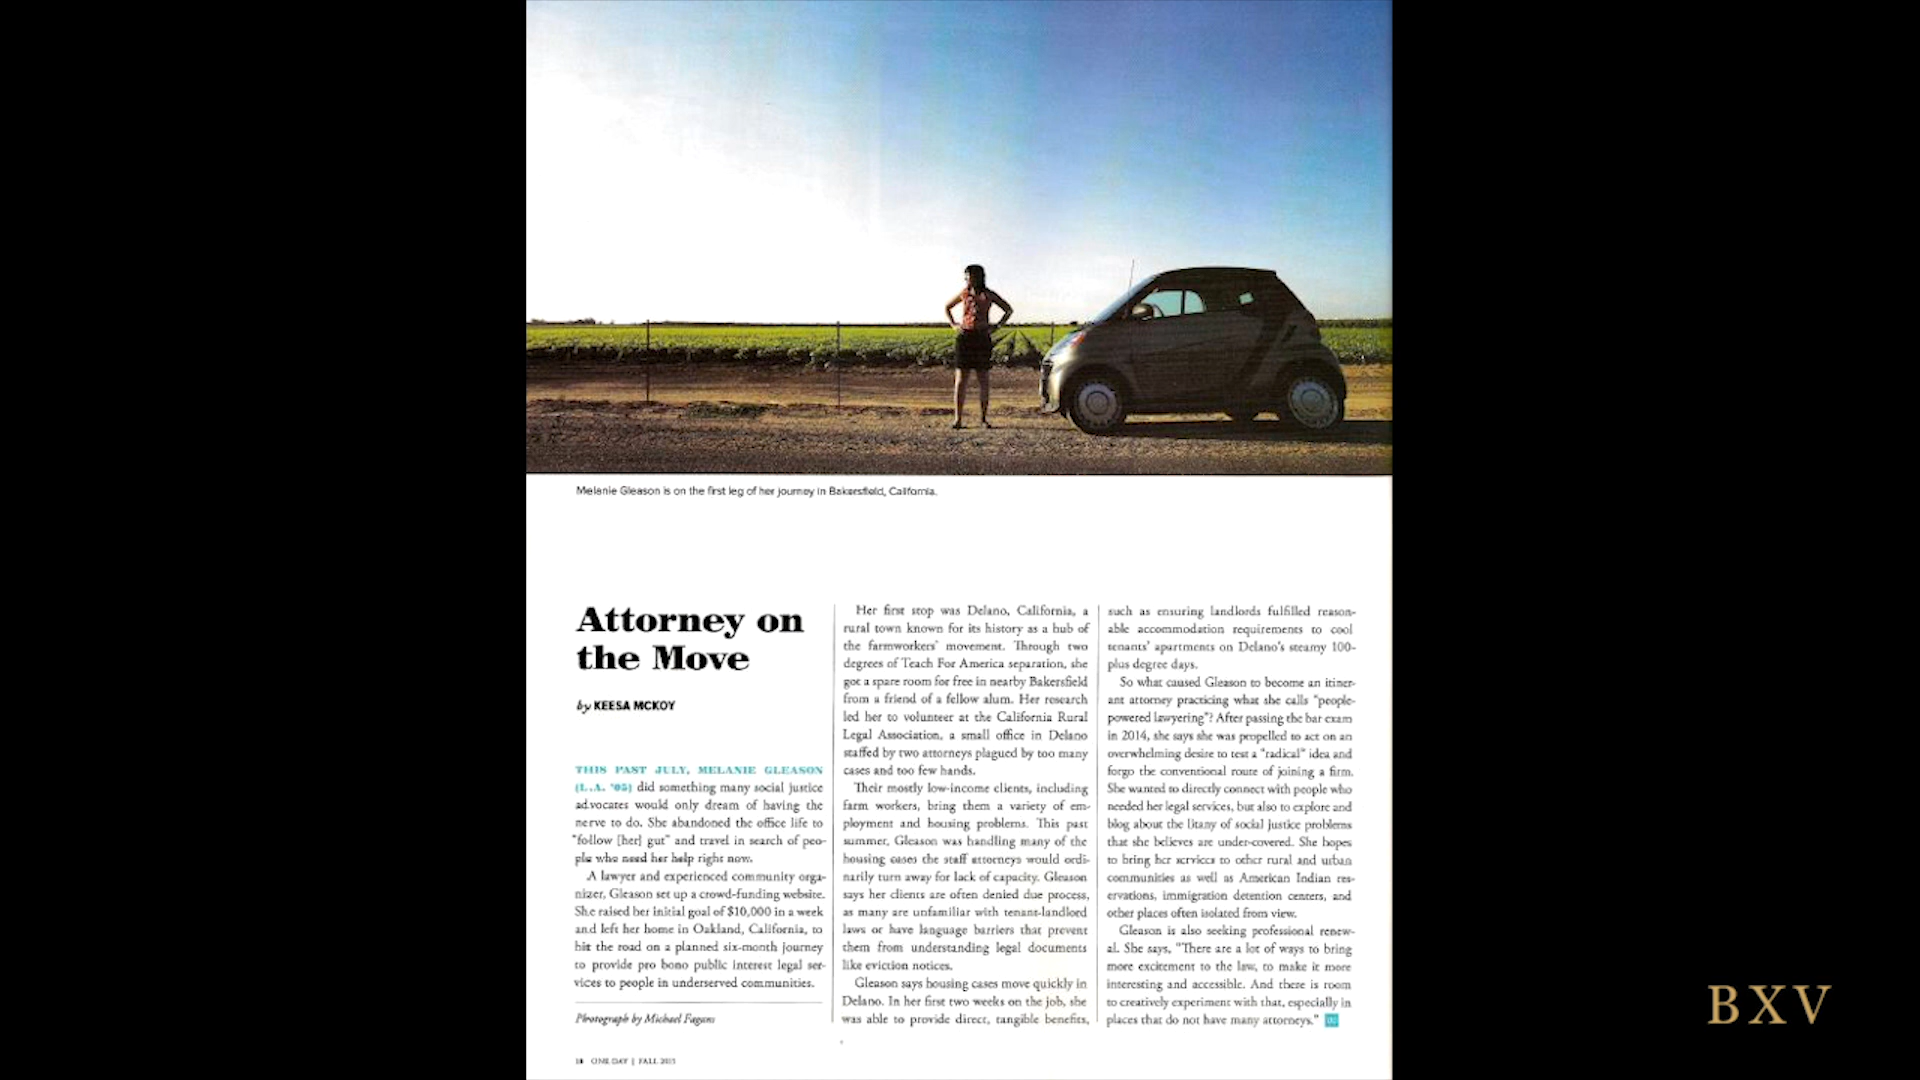 Melanie Gleason is on the first leg of her journey in Bakersfield, California.
Attorney on
the Move
by KEESA MCKOY
THIS PAST JULY, MELANIE GLEASON
(L.A. '05) did something many social justice
advocates would only dream of having the
nerve to do. She abandoned the office life to
"follow [her] gut" and travel in search of peo-
ple who need her help right now.
A lawyer and experienced community orga-
nizer, Gleason set up a crowd-funding website.
She raised her initial goal of $10,000 in a week
and left her home in Oakland, California, to
hit the road on a planned six-month journey
to provide pro bono public interest legal ser-
vices to people in underserved communities.
Photograph by Michael Fagans
Her first stop was Delano, California, a
rural town known for its history as a hub of
the farmworkers' movement. Through two
degrees of Teach For America separation, she
got a spare room for free in nearby Bakersfield
from a friend of a fellow alum. Her research
led her to volunteer at the California Rural
Legal Association, a small office in Delano
staffed by two attorneys plagued by too many
cases and too few hands.
Their mostly low-income clients, including
farm workers, bring them a variety of em-
ployment and housing problems. This past
summer, Gleason was handling many of the
housing cases the staff attorneys would ordi-
narily turn away for lack of capacity. Gleason
says her clients are often denied due process,
as many are unfamiliar with tenant-landlord
laws or have language barriers that prevent
them from understanding legal documents
like eviction notices.
Gleason says housing cases move quickly in
Delano. In her first two weeks on the job, she
was able to provide direct, tangible benefits,
such as ensuring landlords fulfilled reason-
able accommodation requirements to cool
tenants' apartments on Delano's steamy 100-
plus degree days.
So what caused Gleason to become an itiner-
ant attorney practicing what she calls "people-
powered lawyering"? After passing the bar exam
in 2014, she says she was propelled to act on an
overwhelming desire to test a "radical" idea and
forgo the conventional route of joining a firm.
She wanted to directly connect with people who
needed her legal services, but also to explore and
blog about the litany of social justice problems
that she believes are under-covered. She hopes
to bring her services to other rural and urban
communities as well as American Indian res-
ervations, immigration detention centers, and
other places often isolated from view.
Gleason is also seeking professional renew-
al. She says, "There are a lot of ways to bring
more excitement to the law, to make it more
interesting and accessible. And there is room
to creatively experiment with that, especially in
places that do not have many attorneys."
ONE DAY | FALL 2015
BXV